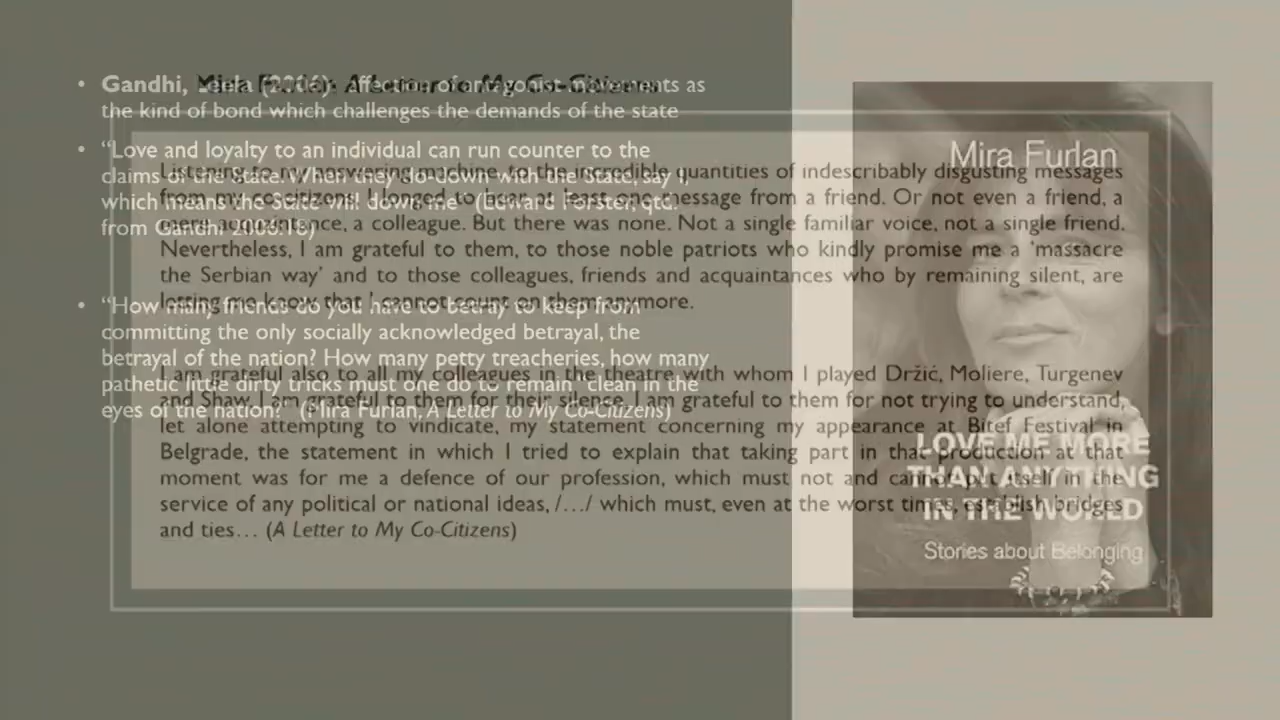 Mira Furlan: A Letter to My Co-Citizens
Gandhi, Leela (2006): Affection of antagonist movements as
the kind of bond which challenges the demands of the state
“Love and loyalty to an individual can run counter to the
claims of the State. When they do-down with the State, say I,
which means the State will down me” (Edward Forster, qtd.
from Gandhi 2006:16)
“How many friends do you have to betray to keep from
committing the only socially acknowledged betrayal, the
betrayal of the nation? How many petty treacheries, how many
pathetic little dirty tricks must one do to remain “clean in the
eyes of the nation?” (Mira Furlan, A Letter to My Co-Citizens)
Listening to my answering machine, to the incredible quantities of indescribably disgusting messages
from my co-citizens, I longed to hear at least one message from a friend. Or not even a friend, a
mere acquaintance, a colleague. But there was none. Not a single familiar voice, not a single friend.
Nevertheless, I am grateful to them, to those noble patriots who kindly promise me a ‘massacre
the Serbian way’ and to those colleagues, friends and acquaintances who by remaining silent, are
letting me know that I cannot count on them anymore.
I am grateful also to all my colleagues in the theatre with whom I played Držić, Moliere, Turgenev
and Shaw, I am grateful to them for their silence, I am grateful to them for not trying to understand,
let alone attempting to vindicate, my statement concerning my appearance at Bitef Festival in
Belgrade, the statement in which I tried to explain that taking part in that production at that
moment was for me a defence of our profession, which must not and cannot put itself in the
service of any political or national ideas, /…/ which must, even at the worst times, establish bridges
and ties… (A Letter to My Co-Citizens)
Mira Furlan
LOVE ME MORE
THAN ANYTHING
IN THE WORLD
Stories about Belonging